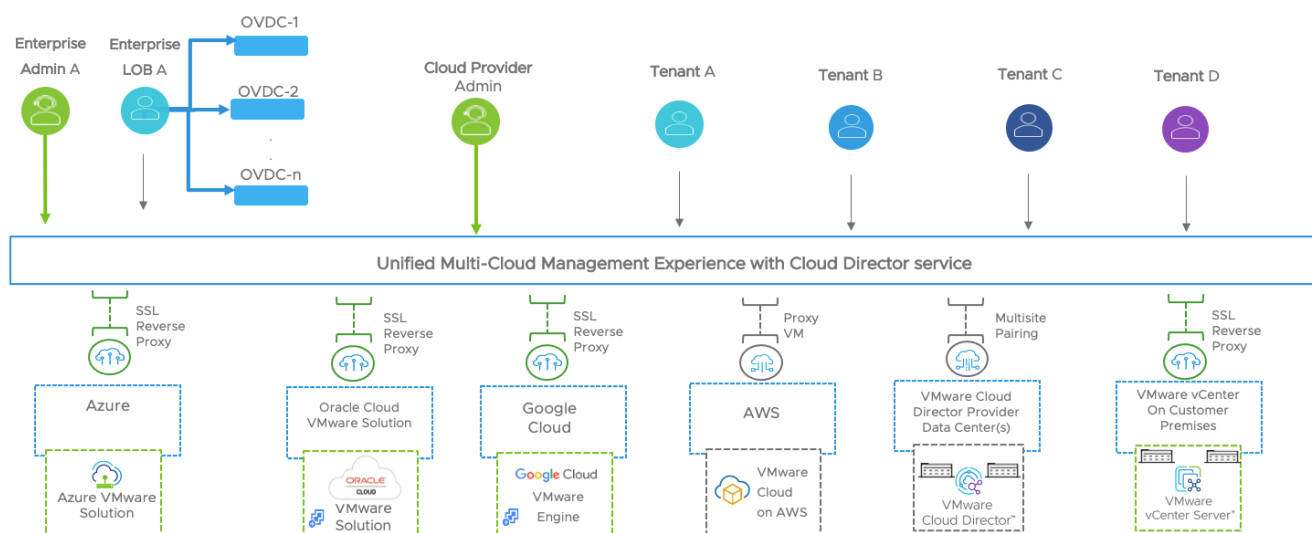 OVDC-1
Enterprise
Admin A
Enterprise
LOB A
OVDC-2
.
.
OVDC-n
Cloud Provider
Admin
Tenant A
Tenant B
Tenant C
Tenant D
Unified Multi-Cloud Management Experience with Cloud Director service
SSL
Reverse
Proxy
SSL
Reverse
Proxy
SSL
Reverse
Proxy
Proxy
VM
Multisite
Pairing
SSL
Reverse
Proxy
Azure
Oracle Cloud
VMware Solution
Google
Cloud
AWS
VMware Cloud
Director Provider
Data Center(s)
VMware vCenter
On Customer
Premises
Azure VMware
Solution
ORACLE
CLOUD
VMware
Solution
Google Cloud
VMware
Engine
VMware
Cloud
on AWS
VMware
Cloud Director™
VMware
vCenter Server®